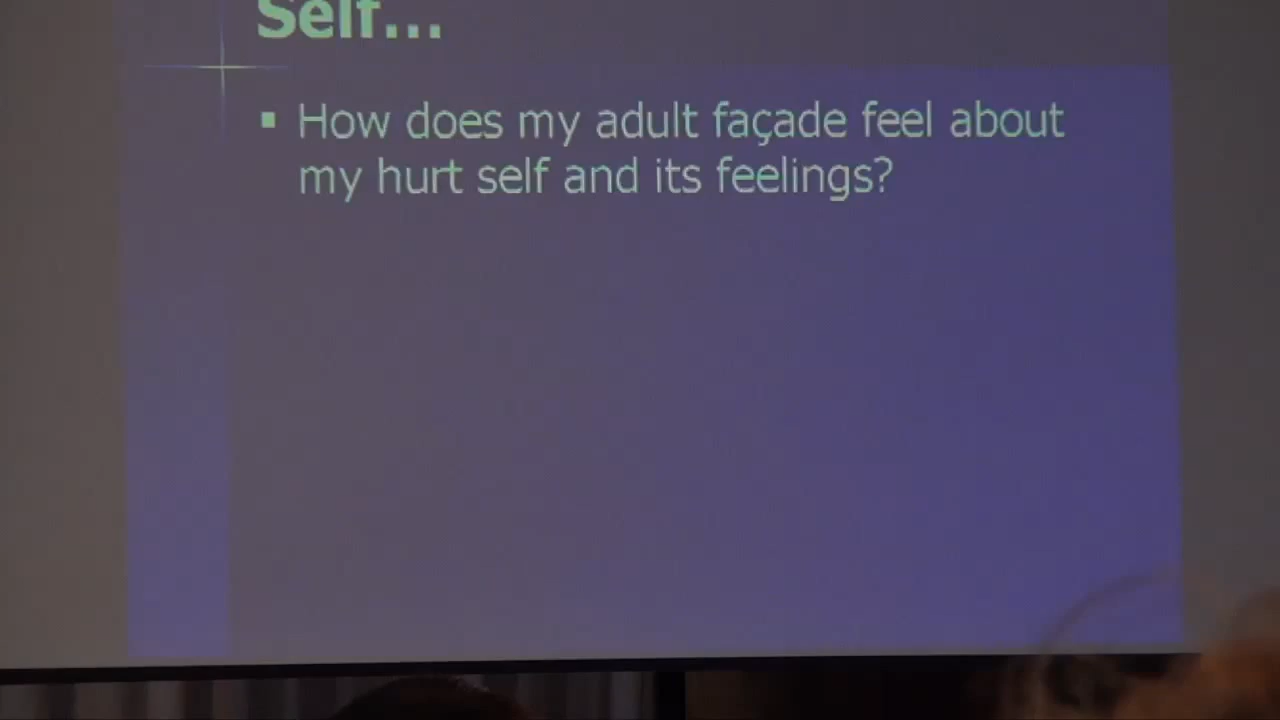 Self...
▪ How does my adult façade feel about
my hurt self and its feelings?